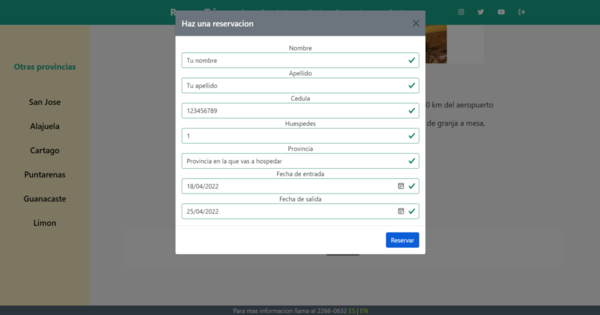 Haz una reservacion
Otras provincias
San Jose
Alajuela
Cartago
Puntarenas
Guanacaste
Limon
Nombre
Tu nombre
Apellido
Tu apellido
Cedula
123456789
Huespedes
1
Provincia
Provincia en la que vas a hospedar
Fecha de entrada
18/04/2022
Fecha de salida
25/04/2022
Reservar
0 km del aeropuerto
de granja a mesa,
Para mas informacion llama al 2266-0632 ES | EN